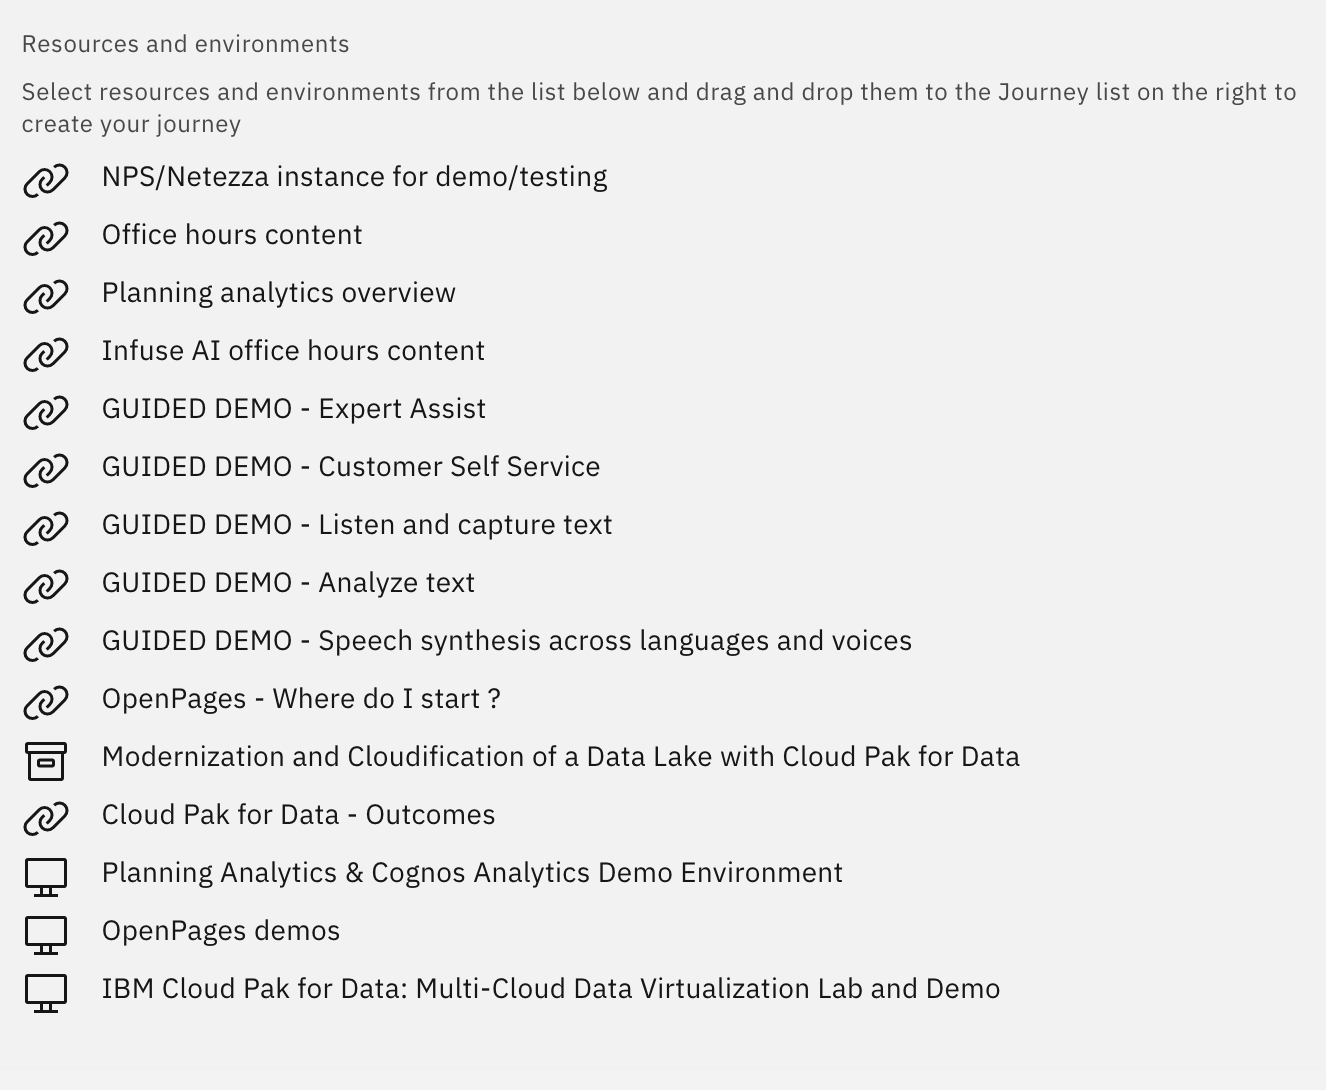 Resources and environments
Select resources and environments from the list below and drag and drop them to the Journey list on the right to
create your journey
NPS/Netezza instance for demo/testing
Office hours content
Planning analytics overview
Infuse AI office hours content
GUIDED DEMO - Expert Assist
GUIDED DEMO - Customer Self Service
GUIDED DEMO - Listen and capture text
GUIDED DEMO - Analyze text
GUIDED DEMO - Speech synthesis across languages and voices
OpenPages - Where do I start ?
Modernization and Cloudification of a Data Lake with Cloud Pak for Data
Cloud Pak for Data - Outcomes
Planning Analytics & Cognos Analytics Demo Environment
OpenPages demos
IBM Cloud Pak for Data: Multi-Cloud Data Virtualization Lab and Demo